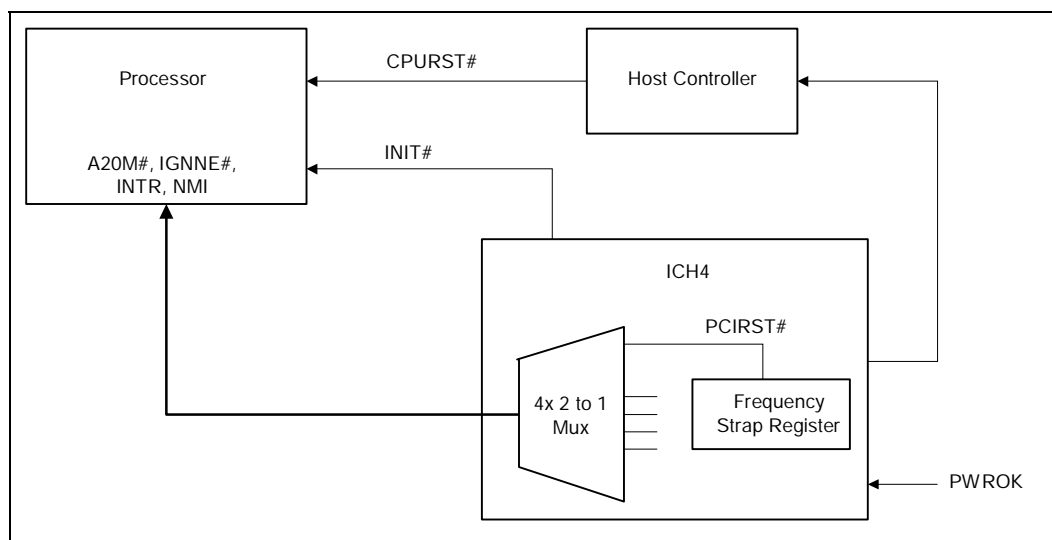 Processor
CPURST#
Host Controller
A20M#, IGNNE#,
INTR, NMI
INIT#
ICH4
PCIRST#
4x 2 to 1
Mux
Frequency
Strap Register
PWROK